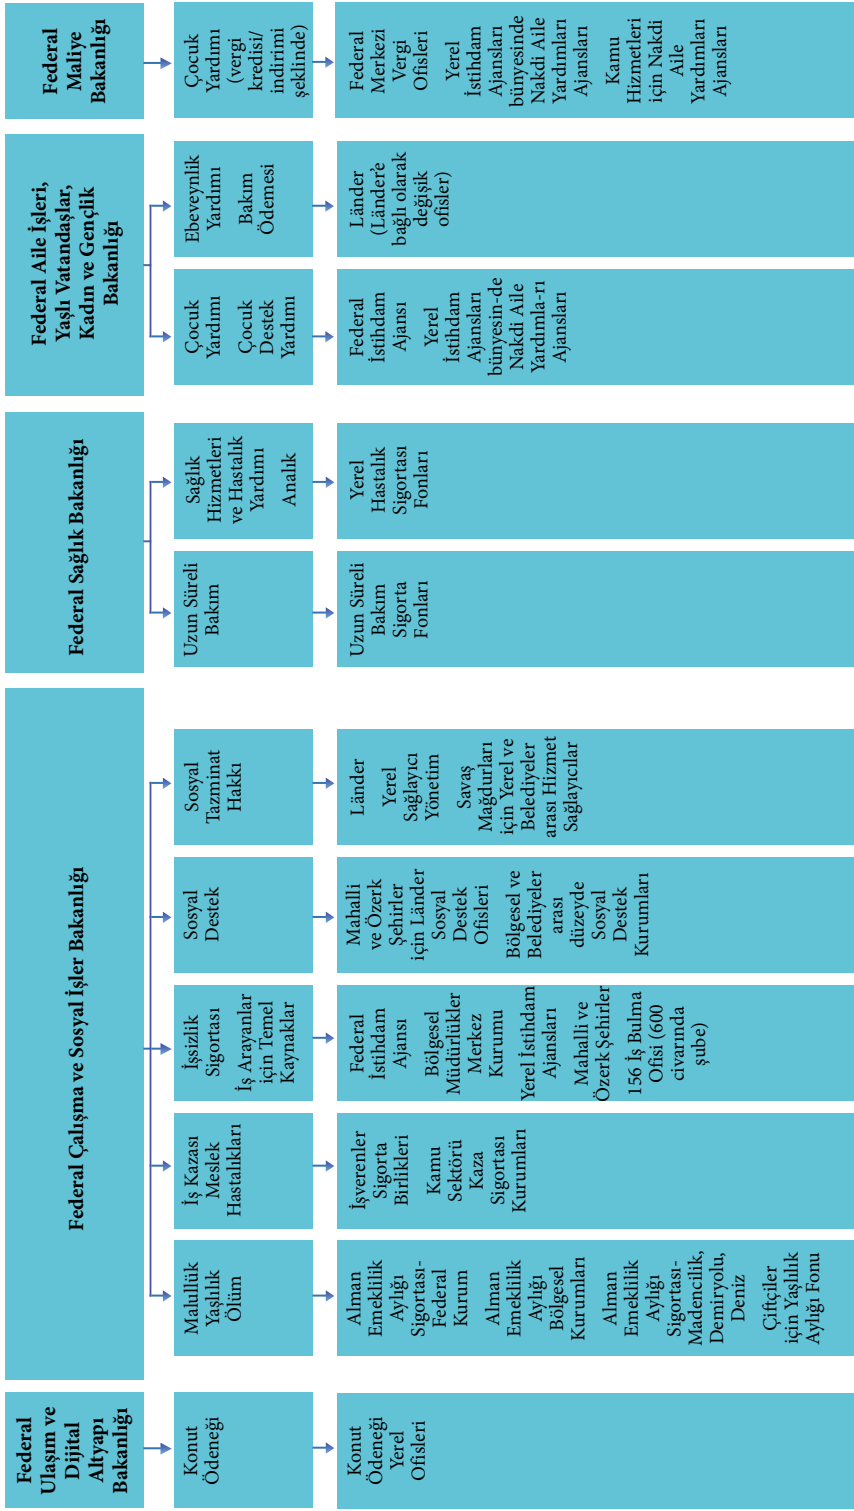 Federal
Ulaşım ve
Dijital
Altyapı
Bakanlığı
Federal Çalışma ve Sosyal İşler Bakanlığı
Federal Sağlık Bakanlığı
Federal Aile İşleri,
Yaşlı Vatandaşlar,
Kadın ve Gençlik
Bakanlığı
Federal
Maliye
Bakanlığı
Konut
Ödeneği
Malullük
Yaşlılık
Ölüm
İş Kazası
Meslek
Hastalıkları
İşsizlik
Sigortası
İş Arayanlar
için Temel
Kaynaklar
Sosyal
Destek
Sosyal
Tazminat
Hakkı
Uzun Süreli
Bakım
Sağlık
Hizmetleri
ve Hastalık
Yardımı
Analık
Çocuk
Yardımı
Çocuk
Destek
Yardımı
Ebeveynlik
Yardımı
Bakım
Ödemesi
Çocuk
Yardımı
(vergi
kredisi/
indirimi
şeklinde)
Konut
Ödeneği
Yerel
Ofisleri
Alman
Emeklilik
Aylığı
Sigortası-
Federal
Kurum
Alman
Emeklilik
Aylığı
Bölgesel
Kurumları
Alman
Emeklilik
Aylığı
Sigortası-
Madencilik,
Demiryolu,
Deniz
Çiftçiler
için Yaşlılık
Aylığı Fonu
İşverenler
Sigorta
Birlikleri
Kamu
Sektörü
Kaza
Sigortası
Kurumları
Federal
İstihdam
Ajansı
Bölgesel
Müdürlükler
Merkez
Kurumu
Yerel İstihdam
Ajansları
Mahalli ve
Özerk Şehirler
156 İş Bulma
Ofisi (600
civarında
şube)
Mahalli
ve Özerk
Şehirler
için Länder
Sosyal
Destek
Ofisleri
Bölgesel ve
Belediyeler
arası
düzeyde
Sosyal
Destek
Kurumları
Länder
Yerel
Sağlayıcı
Yönetim
Savaş
Mağdurları
için Yerel ve
Belediyeler
arası Hizmet
Sağlayıcılar
Uzun Süreli
Bakım
Sigorta
Fonları
Yerel
Hastalık
Sigortası
Fonları
Federal
İstihdam
Ajansı
Yerel
İstihdam
Ajansları
bünyesin-de
Nakdi Aile
Yardımla-rı
Ajansları
Länder
(Länder'e
bağlı olarak
değişik
ofisler)
Federal
Merkezi
Vergi
Ofisleri
Yerel
İstihdam
Ajansları
bünyesinde
Nakdi Aile
Yardımları
Ajansları
Kamu
Hizmetleri
için Nakdi
Aile
Yardımları
Ajansları